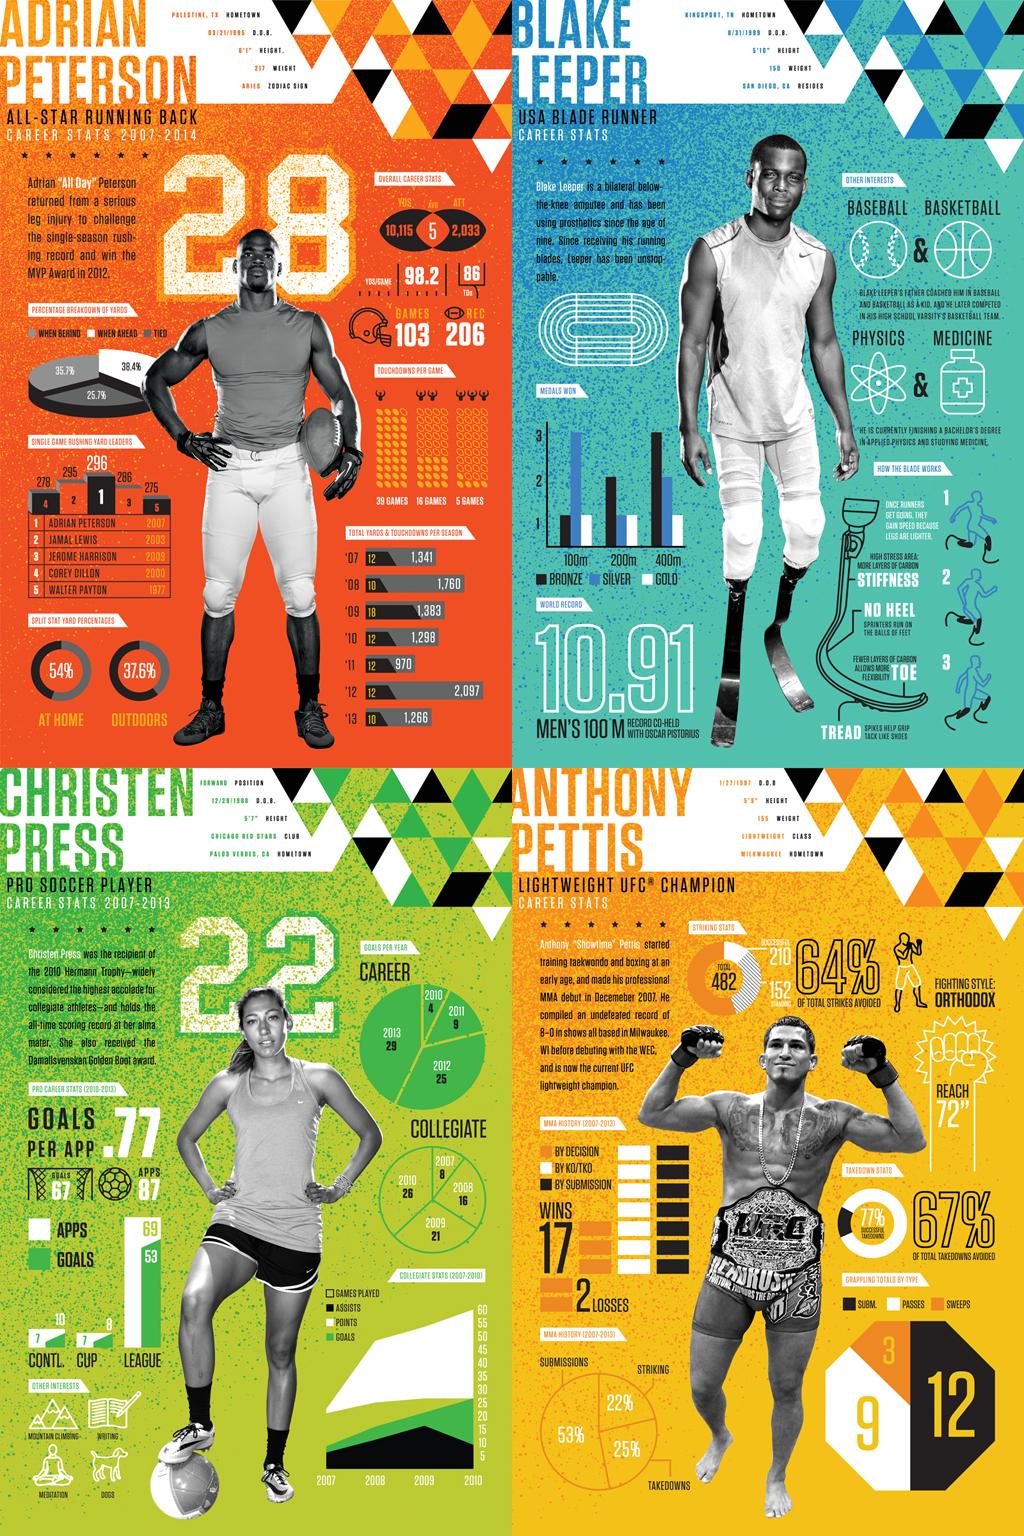 ADRIAN
PETERSON
ALL-STAR RUNNING BACK
CAREER STATS 2007-2014
PALESTINE, TX HOMETOWN
03/21/1985 D.O.B.
6'1" HEIGHT.
217 WEIGHT
ARIES ZODIAC SIGN
28
Adrian "All Day" Peterson
returned from a serious
leg injury to challenge
the single-season rush-
ing record and win the
MVP Award in 2012.
OVERALL CAREER STATS
YDS AVG ATT
10,115 5 2,033
YDS/GAME 98.2 86
TDs
GAMES
103
REC
206
PERCENTAGE BREAKDOWN OF YARDS
WHEN BEHIND WHEN AHEAD TIED
35.7% 38.4%
25.7%
TOUCHDOWNS PER GAME
39 GAMES 16 GAMES 5 GAMES
SINGLE GAME RUSHING YARD LEADERS
278 295 296 286 275
4 2 1 3 5
1 ADRIAN PETERSON 2007
2 JAMAL LEWIS 2003
3 JEROME HARRISON 2009
4 COREY DILLON 2000
5 WALTER PAYTON 1977
SPLIT STAT YARD PERCENTAGES
54% 37.6%
AT HOME OUTDOORS
TOTAL YARDS & TOUCHDOWNS PER SEASON
'07 12 1,341
'08 10 1,760
'09 18 1,383
'10 12 1,298
'11 12 970
'12 12 2,097
'13 10 1,266
BLAKE
LEEPER
USA BLADE RUNNER
CAREER STATS
KINGSPORT, TN HOMETOWN
8/31/1989 D.O.B.
5'10" HEIGHT
150 WEIGHT
SAN DIEGO, CA RESIDES
Blake Leeper is a bilateral below-
the-knee amputee and has been
using prosthetics since the age of
nine. Since receiving his running
blades, Leeper has been unstop-
pable.
OTHER INTERESTS
BASEBALL BASKETBALL
&
BLAKE LEEPER'S FATHER COACHED HIM IN BASEBALL
AND BASKETBALL AS A KID, AND HE LATER COMPETED
IN HIS HIGH SCHOOL VARSITY'S BASKETBALL TEAM.
PHYSICS MEDICINE
&
HE IS CURRENTLY FINISHING A BACHELOR'S DEGREE
IN APPLIED PHYSICS AND STUDYING MEDICINE.
MEDALS WON
3
2
1
100m 200m 400m
BRONZE SILVER GOLD
WORLD RECORD
10.91
MEN'S 100 M RECORD CO-HELD
WITH OSCAR PISTORIUS
HOW THE BLADE WORKS
ONCE RUNNERS
GET GOING, THEY
GAIN SPEED BECAUSE
LEGS ARE LIGHTER.
1
HIGH STRESS AREA:
MORE LAYERS OF CARBON
STIFFNESS
2
NO HEEL
SPRINTERS RUN ON
THE BALLS OF FEET
FEWER LAYERS OF CARBON
ALLOWS MORE
FLEXIBILITY TOE
3
TREAD SPIKES HELP GRIP
TACK LIKE SHOES
CHRISTEN
PRESS
PRO SOCCER PLAYER
CAREER STATS 2007-2013
FORWARD POSITION
12/29/1988 D.O.B.
5'7" HEIGHT
CHICAGO RED STARS CLUB
PALOS VERDES, CA HOMETOWN
22
Christen Press was the recipient of
the 2010 Hermann Trophy—widely
considered the highest accolade for
collegiate athletes—and holds the
all-time scoring record at her alma
mater. She also received the
Damallsvenskan Golden Boot award.
GOALS PER YEAR
CAREER
2010
4
2011
9
2013
29
2012
25
COLLEGIATE
2007
8
2010
26
2008
16
2009
21
PRO CAREER STATS (2010-2013)
GOALS
PER APP .77
GOALS
67
APPS
87
APPS
GOALS
69
53
10
7
8
7
CONTL. CUP LEAGUE
OTHER INTERESTS
MOUNTAIN CLIMBING WRITING
MEDITATION DOGS
COLLEGIATE STATS (2007-2010)
GAMES PLAYED
ASSISTS
POINTS
GOALS
60
55
50
45
40
35
30
25
20
15
10
5
2007 2008 2009 2010
ANTHONY
PETTIS
LIGHTWEIGHT UFC® CHAMPION
CAREER STATS
1/27/1987 D.O.B
5'9" HEIGHT
155 WEIGHT
LIGHTWEIGHT CLASS
MILWAUKEE HOMETOWN
Anthony "Showtime" Pettis started
training taekwondo and boxing at an
early age, and made his professional
MMA debut in Decemeber 2007. He
compiled an undefeated record of
8-0 in shows all based in Milwaukee,
WI before debuting with the WEC,
and is now the current UFC
lightweight champion.
STRIKING STATS
TOTAL
482
SUCCESSFUL
210
152
STANDING
64%
OF TOTAL STRIKES AVOIDED
FIGHTING STYLE:
ORTHODOX
REACH
72"
MMA HISTORY (2007-2013)
BY DECISION
BY KO/TKO
BY SUBMISSION
WINS
17
2 LOSSES
TAKEDOWN STATS
77%
SUCCESSFUL
TAKEDOWNS
67%
OF TOTAL TAKEDOWNS AVOIDED
MMA HISTORY (2007-2013)
SUBMISSIONS STRIKING
22%
53%
25%
TAKEDOWNS
GRAPPLING TOTALS BY TYPE
SUBM. PASSES SWEEPS
3
9
12
UFC